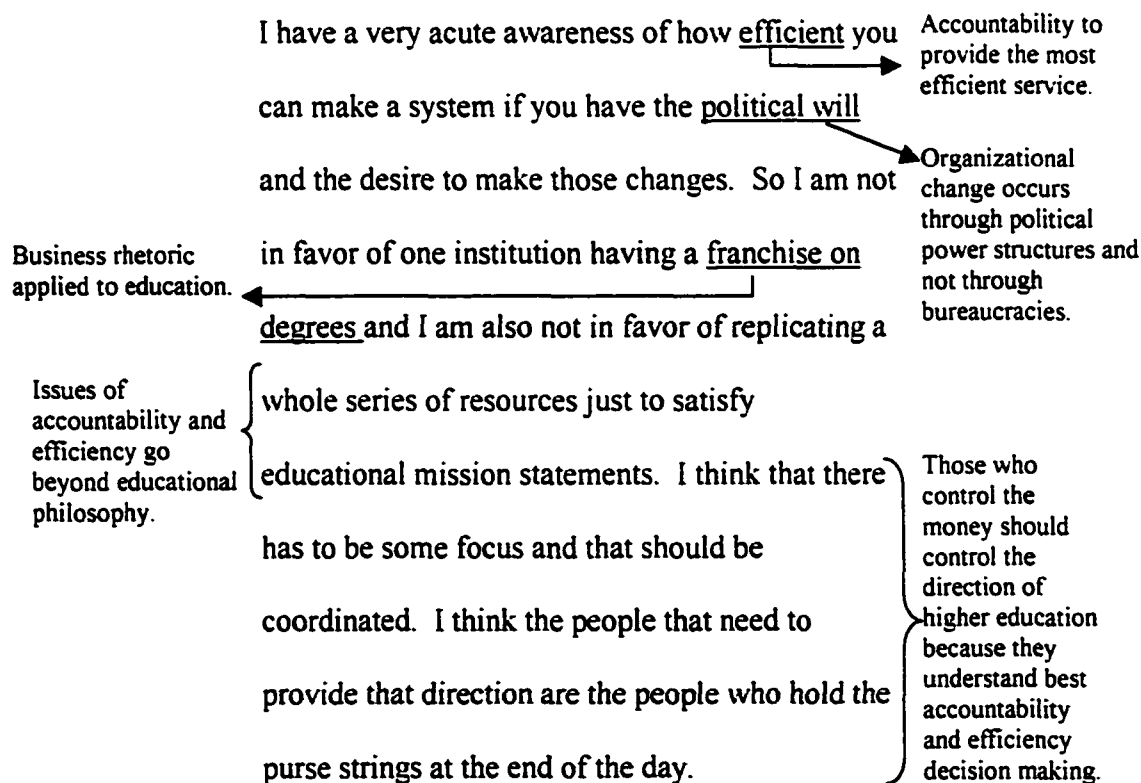 I have a very acute awareness of how efficient you
can make a system if you have the political will
and the desire to make those changes. So I am not
in favor of one institution having a franchise on
degrees and I am also not in favor of replicating a
whole series of resources just to satisfy
educational mission statements. I think that there
has to be some focus and that should be
coordinated. I think the people that need to
provide that direction are the people who hold the
purse strings at the end of the day.
Accountability to
provide the most
efficient service.
Organizational
change occurs
through political
power structures and
not through
bureaucracies.
Business rhetoric
applied to education.
Issues of
accountability and
efficiency go
beyond educational
philosophy.
Those who
control the
money should
control the
direction of
higher education
because they
understand best
accountability
and efficiency
decision making.